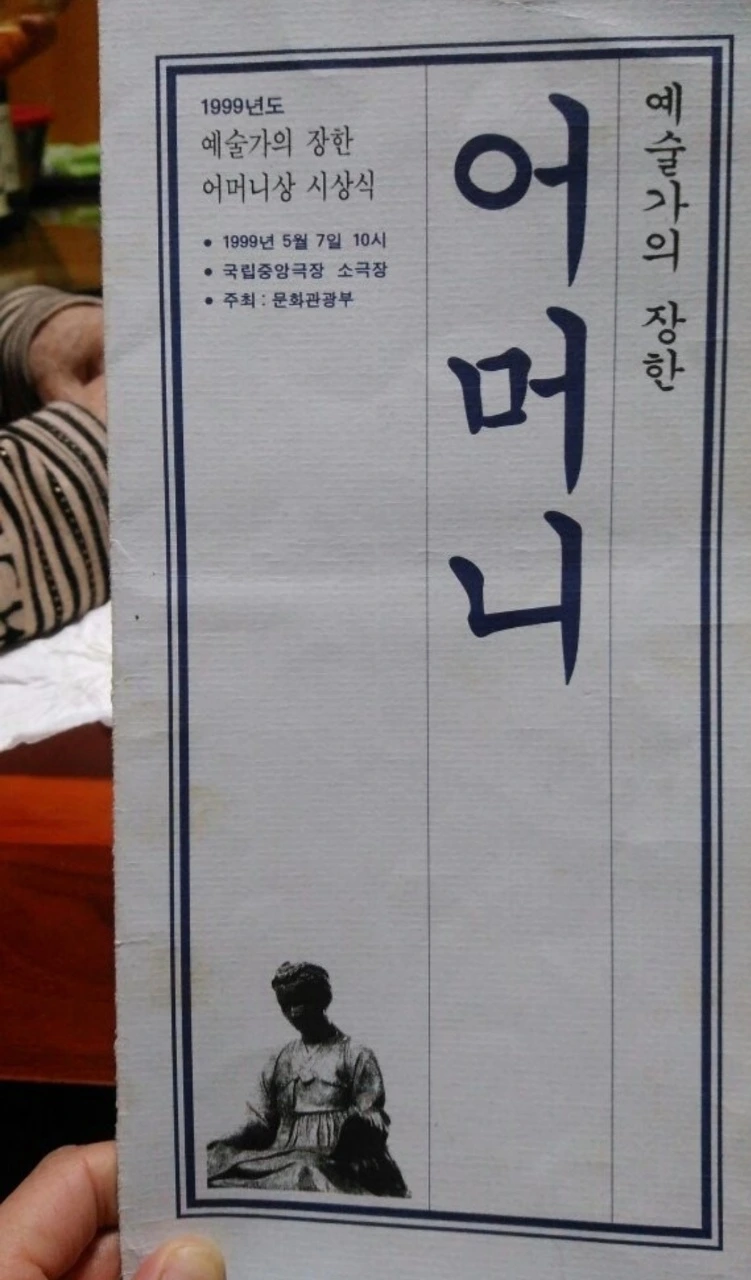 예술가의 장한
어머니
1999년도
예술가의 장한
어머니상 시상식
• 1999년 5월 7일 10시
• 국립중앙극장 소극장
• 주최 : 문화관광부